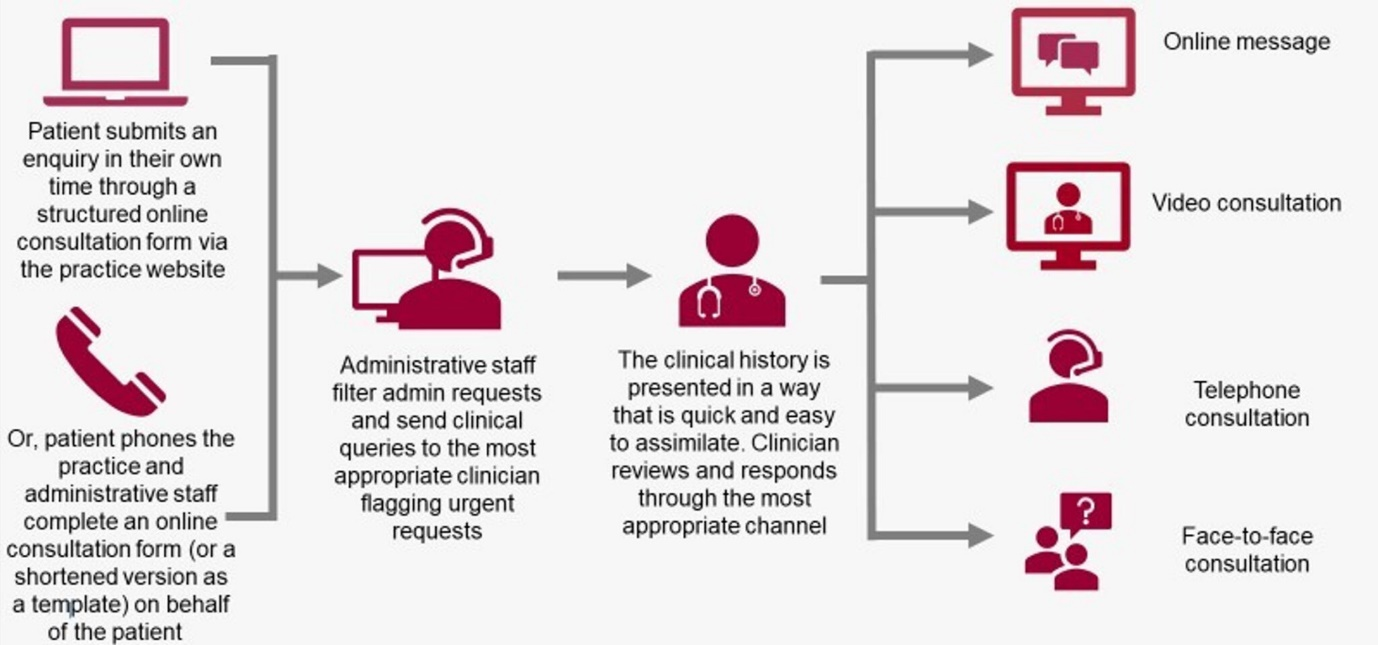 Patient submits an
enquiry in their own
time through a
structured online
consultation form via
the practice website
Or, patient phones the
practice and
administrative staff
complete an online
consultation form (or a
shortened version as
a template) on behalf
of the patient
Administrative staff
filter admin requests
and send clinical
queries to the most
appropriate clinician
flagging urgent
requests
The clinical history is
presented in a way
that is quick and easy
to assimilate. Clinician
reviews and responds
through the most
appropriate channel
Online message
Video consultation
Telephone
consultation
?
Face-to-face
consultation